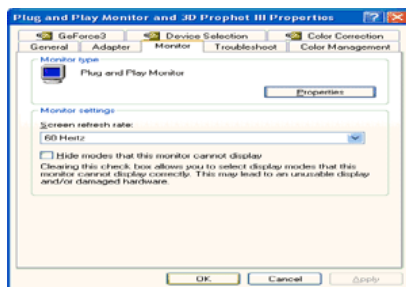 Plug and Play Monitor and 3D Prophet III Properties
GeForce3 Device Selection Color Correction
General Adapter Monitor Troubleshoot Color Management
Monitor type
Plug and Play Monitor
Properties
Monitor settings
Screen refresh rate:
60 Hertz
Hide modes that this monitor cannot display
Clearing this check box allows you to select display modes that this
monitor cannot display correctly. This may lead to an unusable display
and/or damaged hardware.
OK Cancel Apply